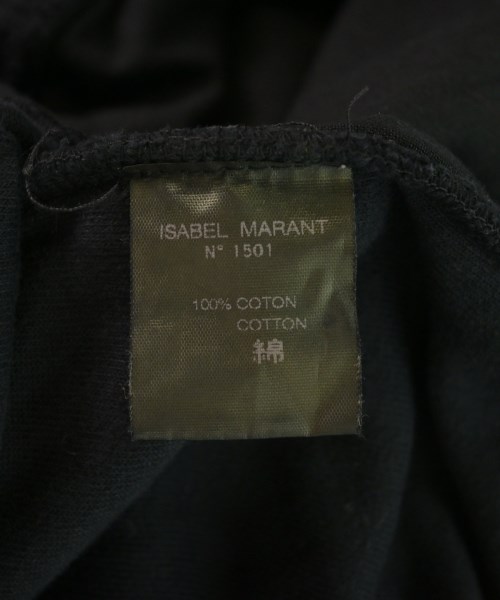 ISABEL MARANT
N° 1501
100% COTON
COTTON
綿